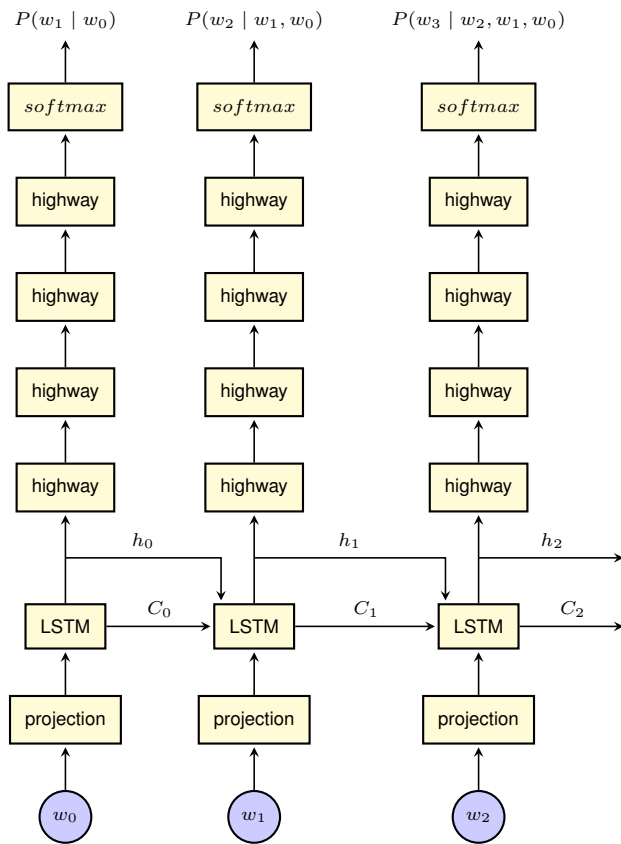 P(w₁ | w₀) P(w₂ | w₁, w₀) P(w₃ | w₂, w₁, w₀)
softmax softmax softmax
highway highway highway
highway highway highway
highway highway highway
highway highway highway
h₀ h₁ h₂
C₀ C₁ C₂
LSTM LSTM LSTM
projection projection projection
w₀ w₁ w₂